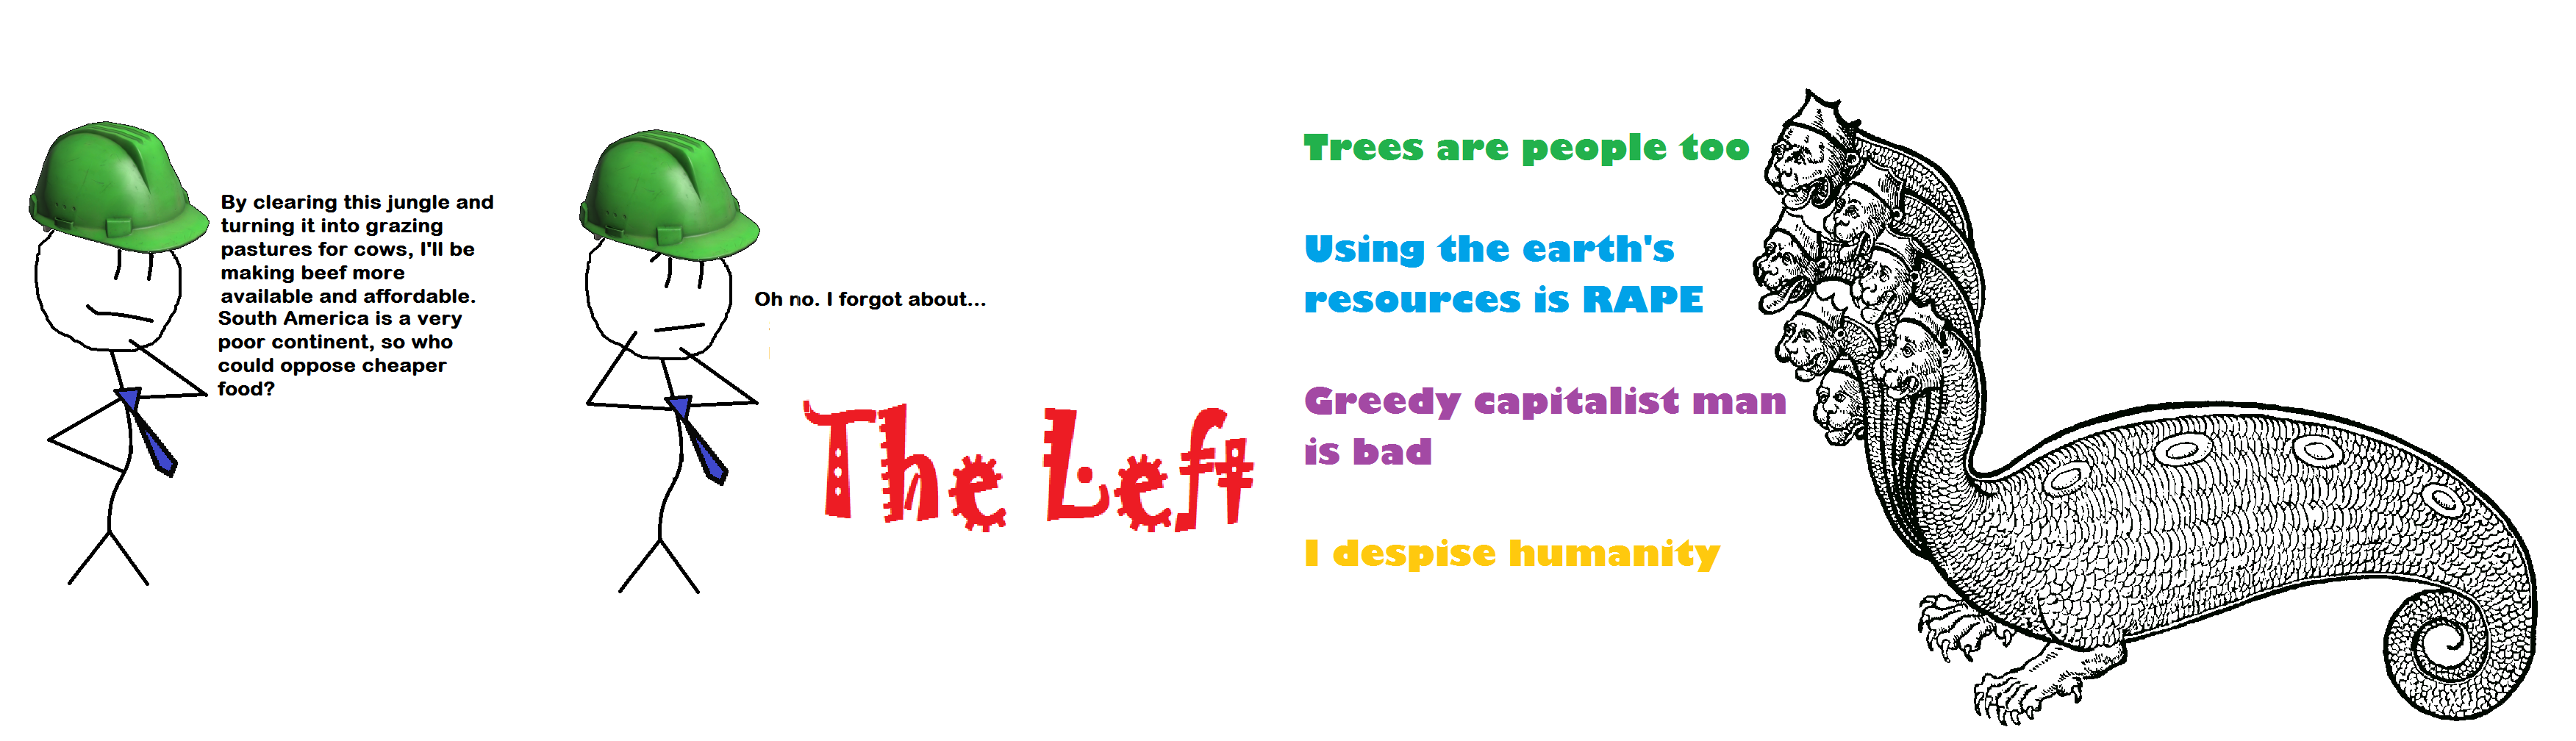 By clearing this jungle and
turning it into grazing
pastures for cows, I'll be
making beef more
available and affordable.
South America is a very
poor continent, so who
could oppose cheaper
food?
Oh no. I forgot about...
The Left
Trees are people too
Using the earth's
resources is RAPE
Greedy capitalist man
is bad
I despise humanity